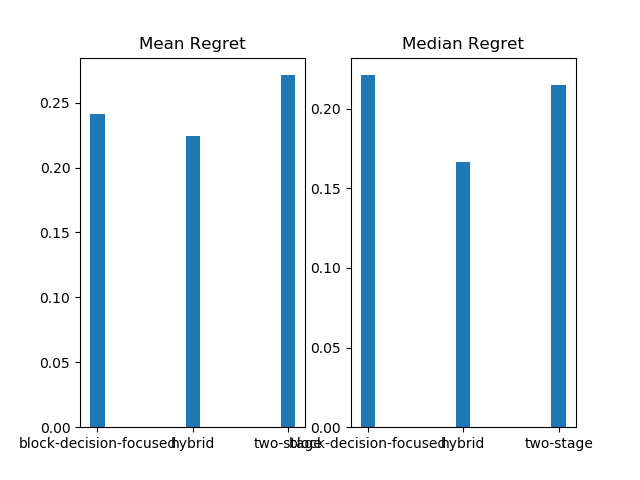 Mean Regret
0.25
0.20
0.15
0.10
0.05
0.00
block-decision-focused hybrid two-stage
Median Regret
0.20
0.15
0.10
0.05
0.00
block-decision-focused hybrid two-stage